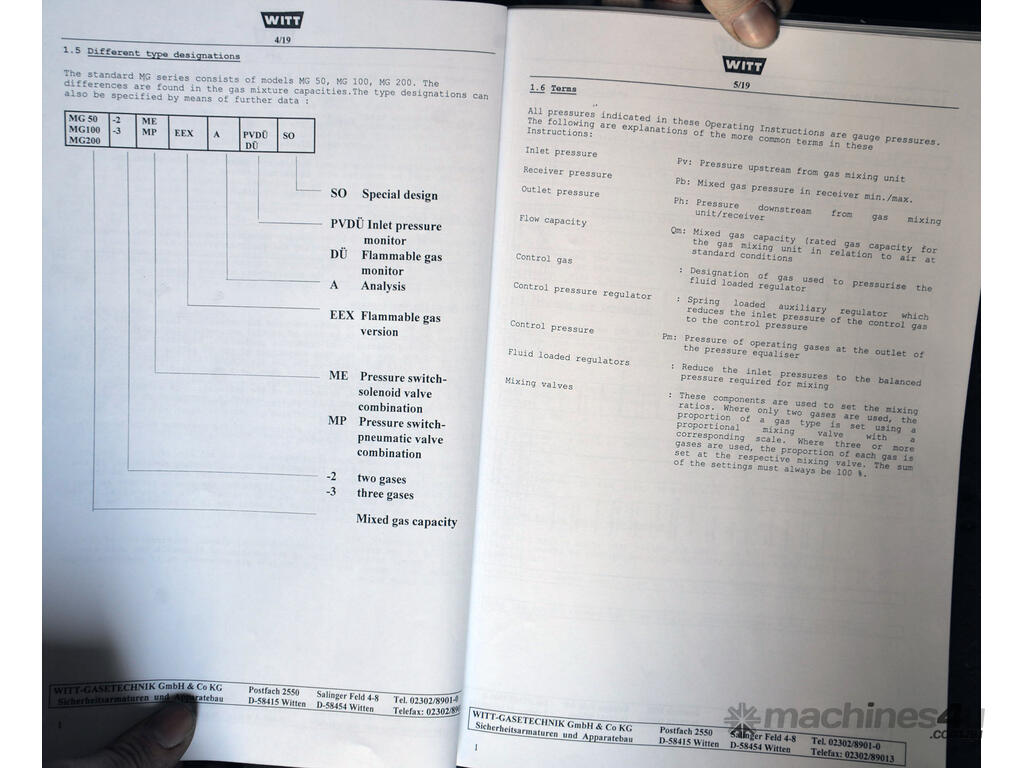 WITT
4/19
1.5 Different type designations
The standard MG series consists of models MG 50, MG 100, MG 200. The
differences are found in the gas mixture capacities.The type designations can
also be specified by means of further data :
MG 50 -2 ME EEX A PVDÜ SO
MG100 -3 MP DÜ
MG200
SO Special design
PVDÜ Inlet pressure
monitor
DÜ Flammable gas
monitor
A Analysis
EEX Flammable gas
version
ME Pressure switch-
solenoid valve
combination
MP Pressure switch-
pneumatic valve
combination
-2 two gases
-3 three gases
Mixed gas capacity
WITT-GASETECHNIK GmbH & Co KG Postfach 2550 Salinger Feld 4-8 Tel. 02302/8901-0
Sicherheitsarmaturen und Apparatebau D-58415 Witten D-58454 Witten Telefax: 02302/890
1
WITT
5/19
1.6 Terms
All pressures indicated in these Operating Instructions are gauge pressures.
The following are explanations of the more common terms in these
Instructions:
Inlet pressure Pv: Pressure upstream from gas mixing unit
Receiver pressure Pb: Mixed gas pressure in receiver min./max.
Outlet pressure Ph: Pressure downstream from gas mixing
unit/receiver
Flow capacity Qm: Mixed gas capacity (rated gas capacity for
the gas mixing unit in relation to air at
standard conditions
Control gas : Designation of gas used to pressurise the
fluid loaded regulator
Control pressure regulator : Spring loaded auxiliary regulator which
reduces the inlet pressure of the control gas
to the control pressure
Control pressure Pm: Pressure of operating gases at the outlet of
the pressure equaliser
Fluid loaded regulators : Reduce the inlet pressures to the balanced
pressure required for mixing
Mixing valves : These components are used to set the mixing
ratios. Where only two gases are used, the
proportion of a gas type is set using a
proportional mixing valve with a
corresponding scale. Where three or more
gases are used, the proportion of each gas is
set at the respective mixing valve. The sum
of the settings must always be 100 %.
WITT-GASETECHNIK GmbH & Co KG Postfach 2550 Salinger Feld 4-8 Tel. 02302/8901-0
Sicherheitsarmaturen und Apparatebau D-58415 Witten D-58454 Witten Telefax: 02302/89013
1
machines4u
.com.au